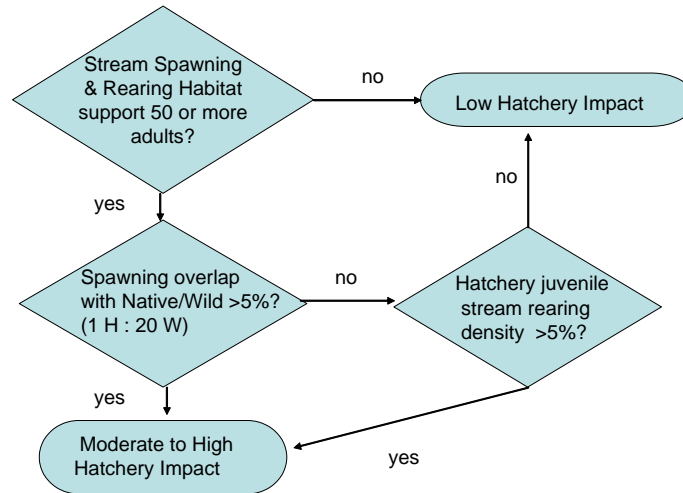 Stream Spawning
& Rearing Habitat
support 50 or more
adults?
no
Low Hatchery Impact
no
yes
Spawning overlap
with Native/Wild >5%?
(1 H : 20 W)
no
Hatchery juvenile
stream rearing
density >5%?
yes
Moderate to High
Hatchery Impact
yes